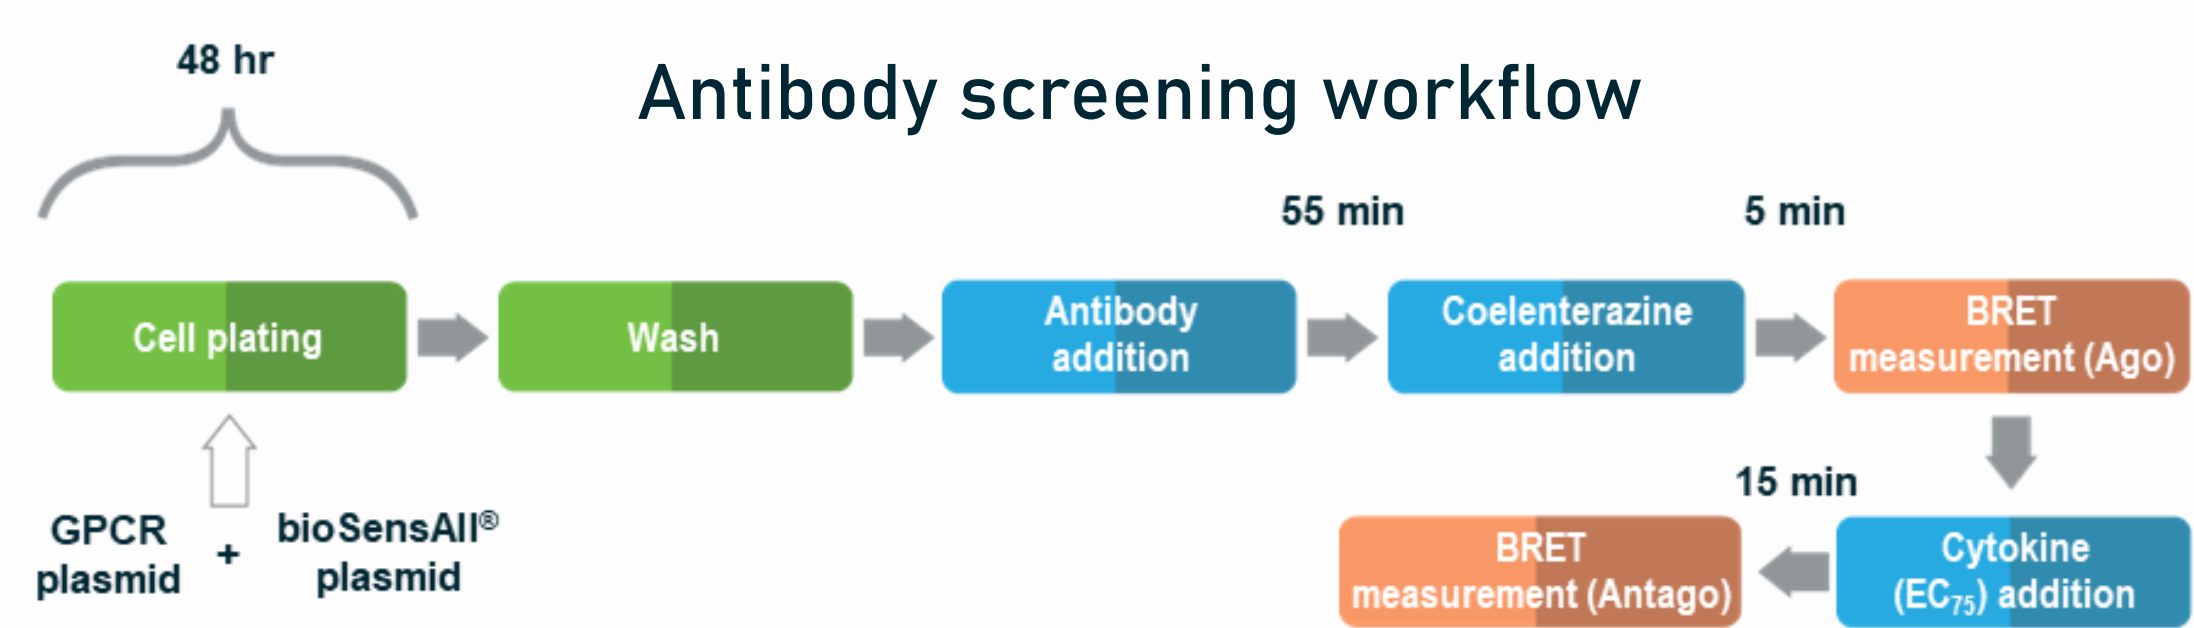 48 hr
Antibody screening workflow
55 min
5 min
Cell plating
Wash
Antibody
addition
Coelenterazine
addition
BRET
measurement (Ago)
GPCR
plasmid
+
bioSensAll®
plasmid
15 min
BRET
measurement (Antago)
Cytokine
(EC₇₅) addition